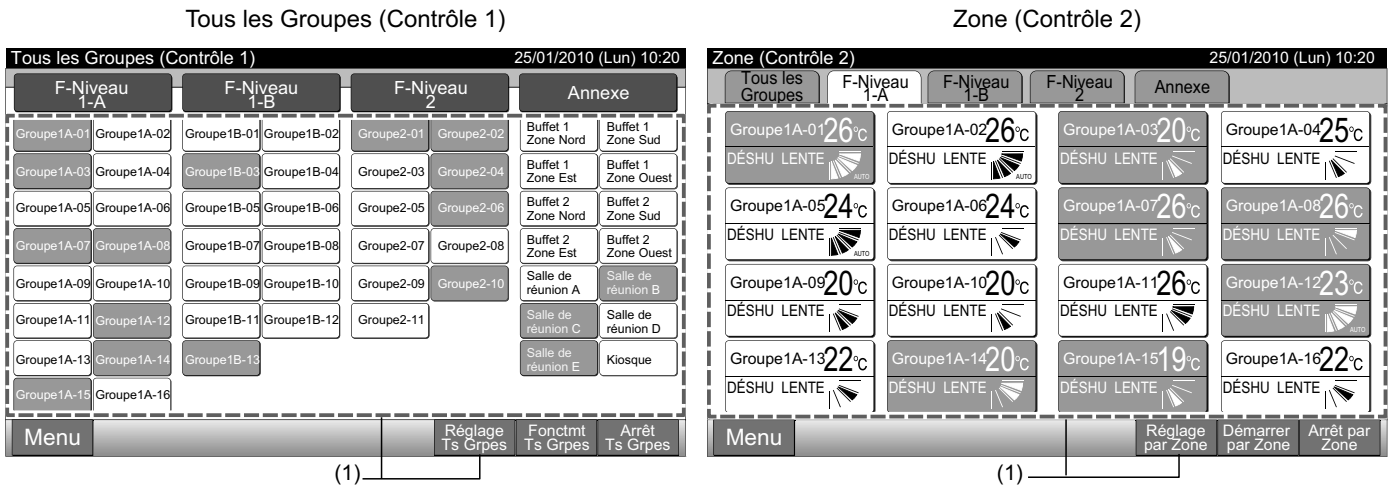 Tous les Groupes (Contrôle 1)
Tous les Groupes (Contrôle 1) 25/01/2010 (Lun) 10:20
F-Niveau
1-A
F-Niveau
1-B
F-Niveau
2
Annexe
Groupe1A-01 Groupe1A-02 Groupe1B-01 Groupe1B-02 Groupe2-01 Groupe2-02
Buffet 1
Zone Nord
Buffet 1
Zone Sud
Groupe1A-03 Groupe1A-04 Groupe1B-03 Groupe1B-04 Groupe2-03 Groupe2-04
Buffet 1
Zone Est
Buffet 1
Zone Ouest
Groupe1A-05 Groupe1A-06 Groupe1B-05 Groupe1B-06 Groupe2-05 Groupe2-06
Buffet 2
Zone Nord
Buffet 2
Zone Sud
Groupe1A-07 Groupe1A-08 Groupe1B-07 Groupe1B-08 Groupe2-07 Groupe2-08
Buffet 2
Zone Est
Buffet 2
Zone Ouest
Groupe1A-09 Groupe1A-10 Groupe1B-09 Groupe1B-10 Groupe2-09 Groupe2-10
Salle de
réunion A
Salle de
réunion B
Groupe1A-11 Groupe1A-12 Groupe1B-11 Groupe1B-12 Groupe2-11
Salle de
réunion C
Salle de
réunion D
Groupe1A-13 Groupe1A-14 Groupe1B-13
Salle de
réunion E
Kiosque
Groupe1A-15 Groupe1A-16
Menu
Réglage
Ts Grpes
Fonctmt
Ts Grpes
Arrêt
Ts Grpes
(1)
Zone (Contrôle 2)
Zone (Contrôle 2) 25/01/2010 (Lun) 10:20
Tous les
Groupes
F-Niveau
1-A
F-Niveau
1-B
F-Niveau
2
Annexe
Groupe1A-01 26°C Groupe1A-02 26°C Groupe1A-03 20°C Groupe1A-04 25°C
DÉSHU LENTE AUTO DÉSHU LENTE AUTO DÉSHU LENTE DÉSHU LENTE
Groupe1A-05 24°C Groupe1A-06 24°C Groupe1A-07 26°C Groupe1A-08 26°C
DÉSHU LENTE AUTO DÉSHU LENTE DÉSHU LENTE DÉSHU LENTE
Groupe1A-09 20°C Groupe1A-10 20°C Groupe1A-11 26°C Groupe1A-12 23°C
DÉSHU LENTE DÉSHU LENTE DÉSHU LENTE DÉSHU LENTE AUTO
Groupe1A-13 22°C Groupe1A-14 20°C Groupe1A-15 19°C Groupe1A-16 22°C
DÉSHU LENTE DÉSHU LENTE DÉSHU LENTE DÉSHU LENTE
Menu
Réglage
par Zone
Démarrer
par Zone
Arrêt par
Zone
(1)